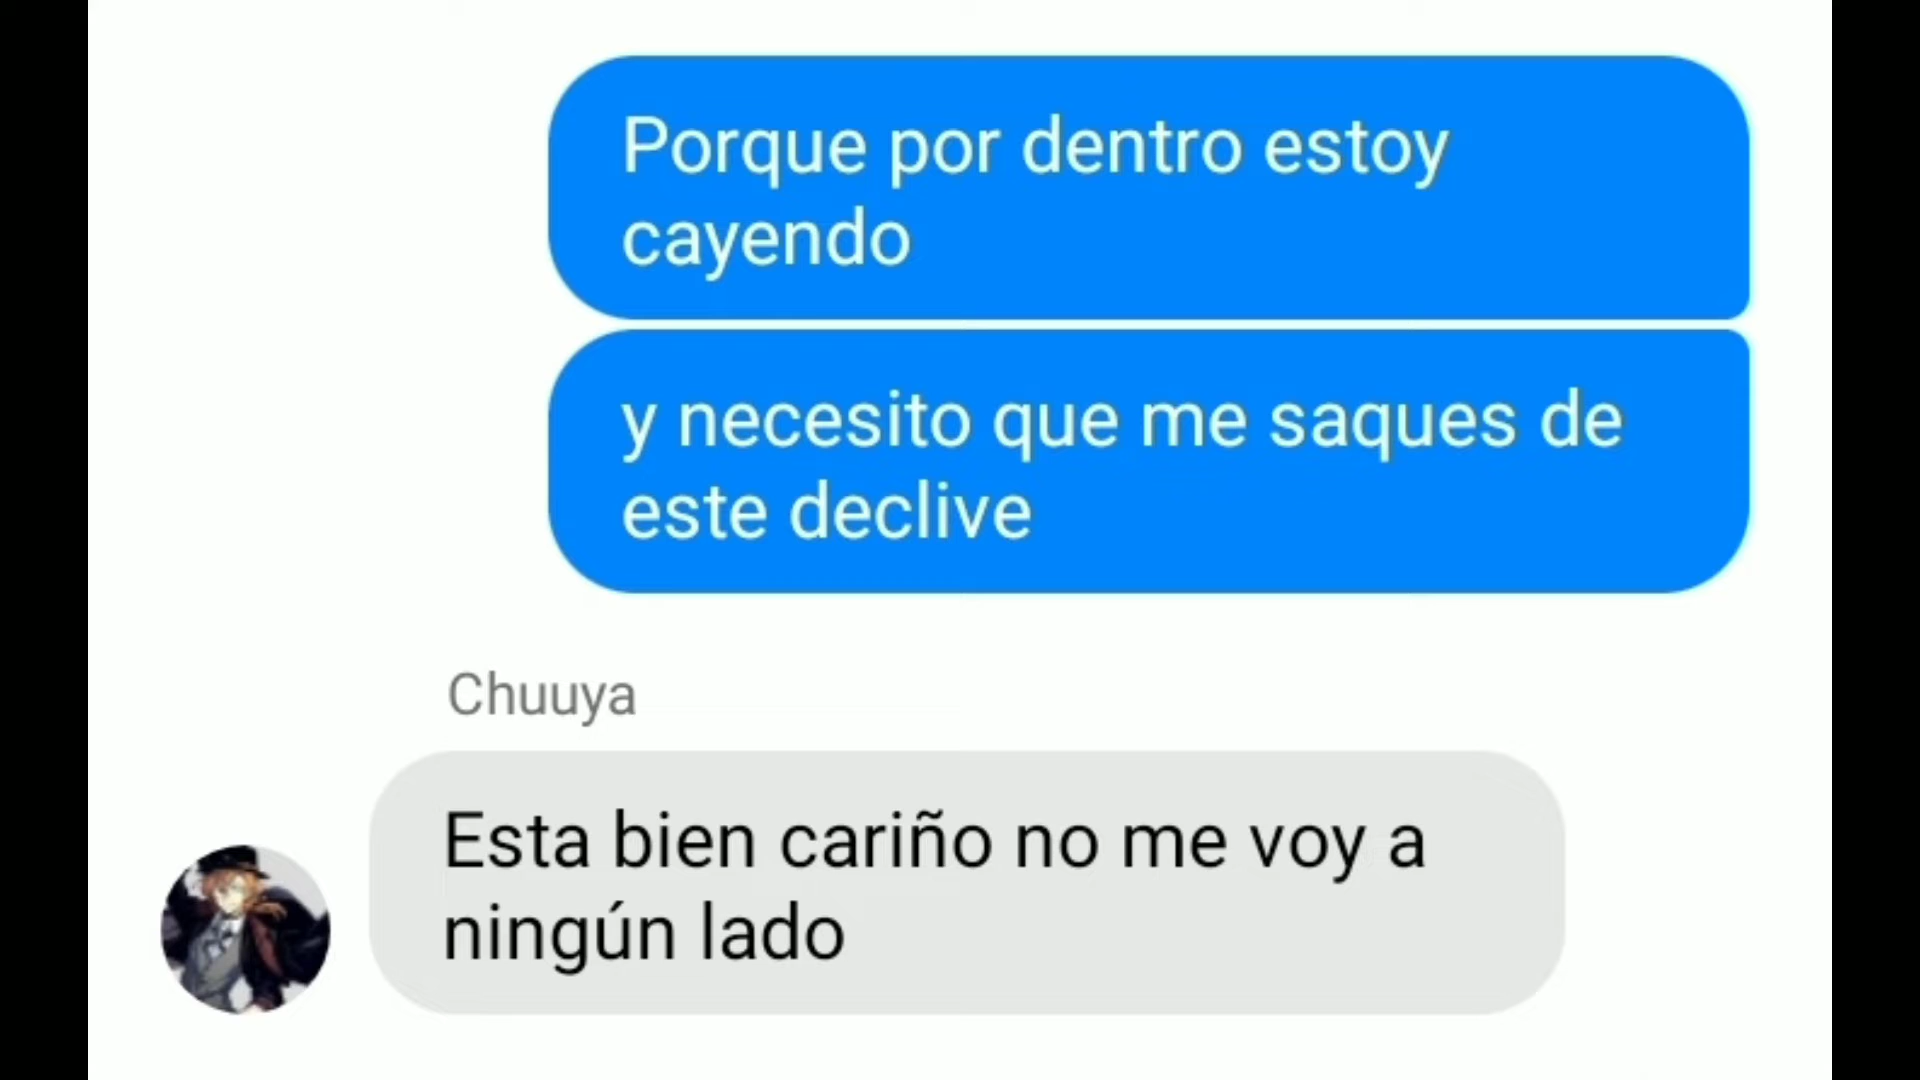 Porque por dentro estoy
cayendo
y necesito que me saques de
este declive
Chuuya
Esta bien cariño no me voy a
ningún lado